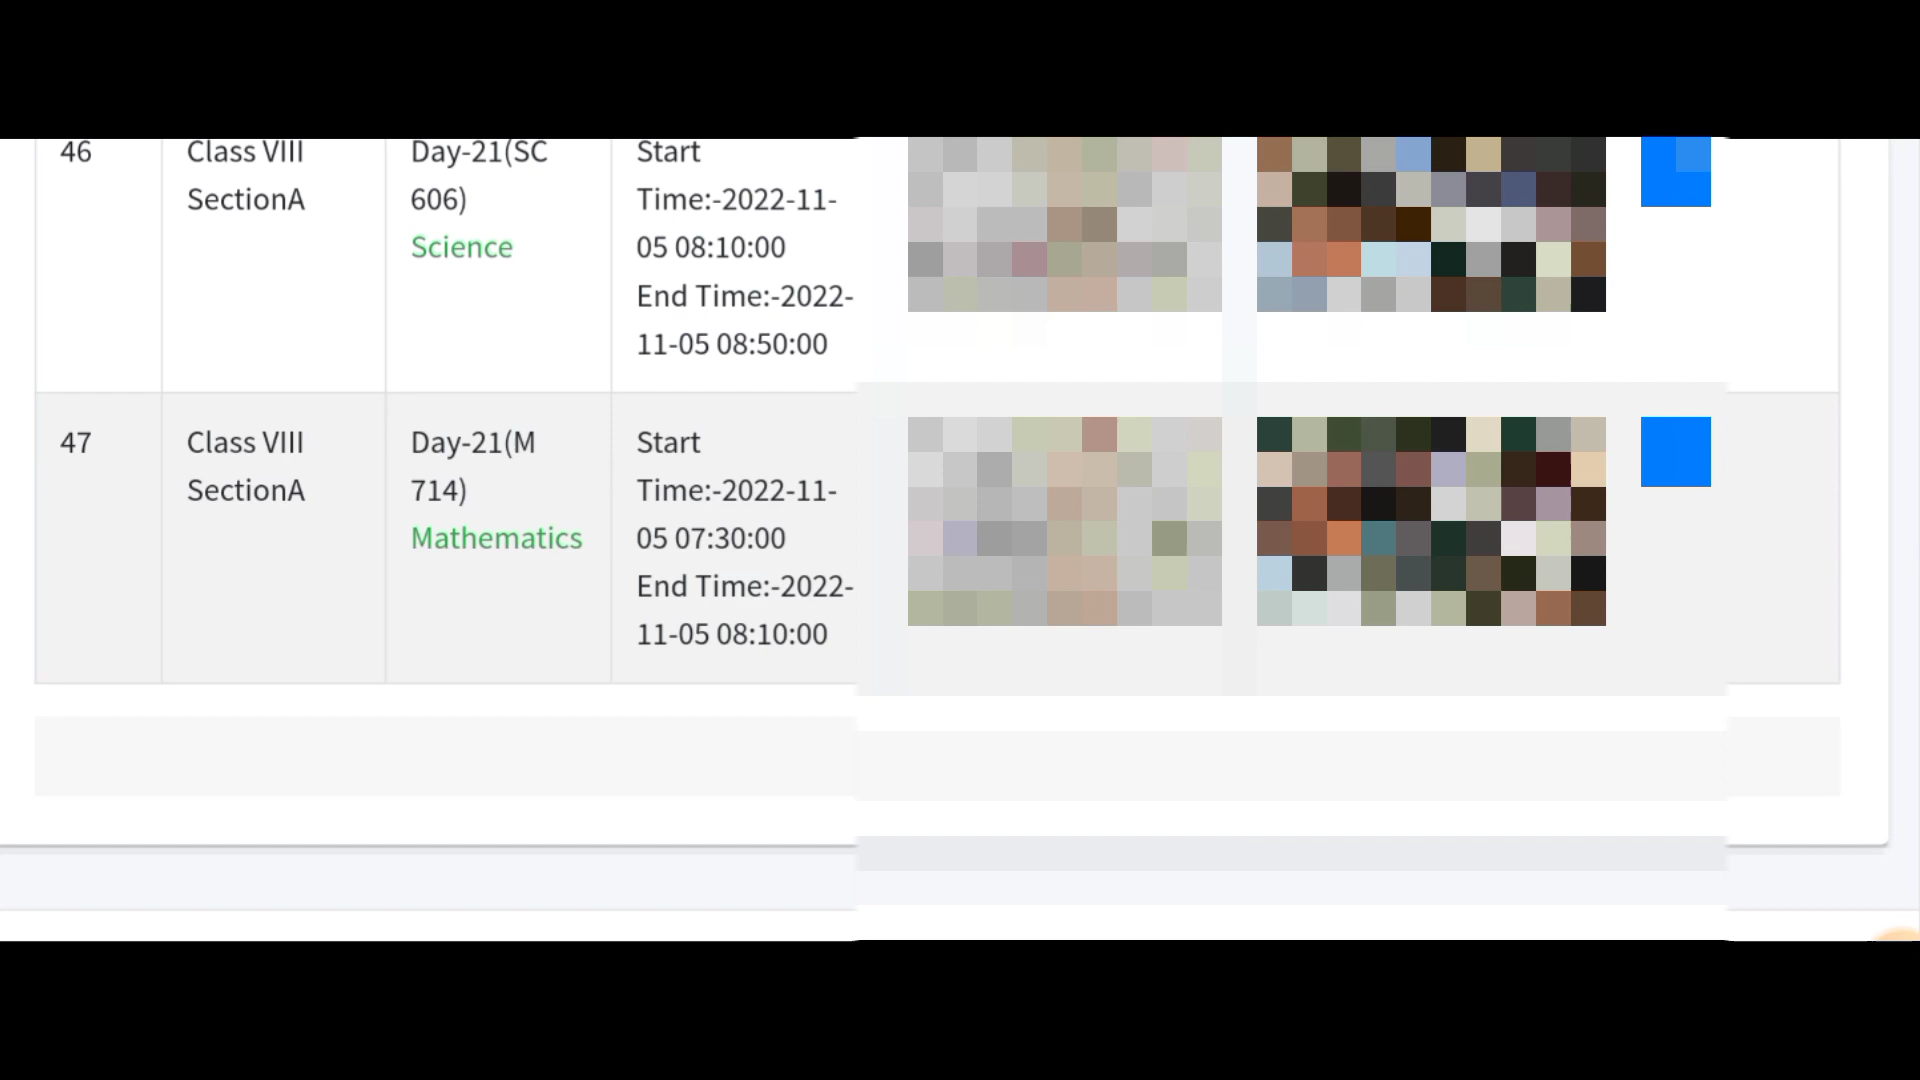 46
Class VIII
SectionA
Day-21(SC
606)
Science
Start
Time:-2022-11-
05 08:10:00
End Time:-2022-
11-05 08:50:00
47
Class VIII
SectionA
Day-21(M
714)
Mathematics
Start
Time:-2022-11-
05 07:30:00
End Time:-2022-
11-05 08:10:00